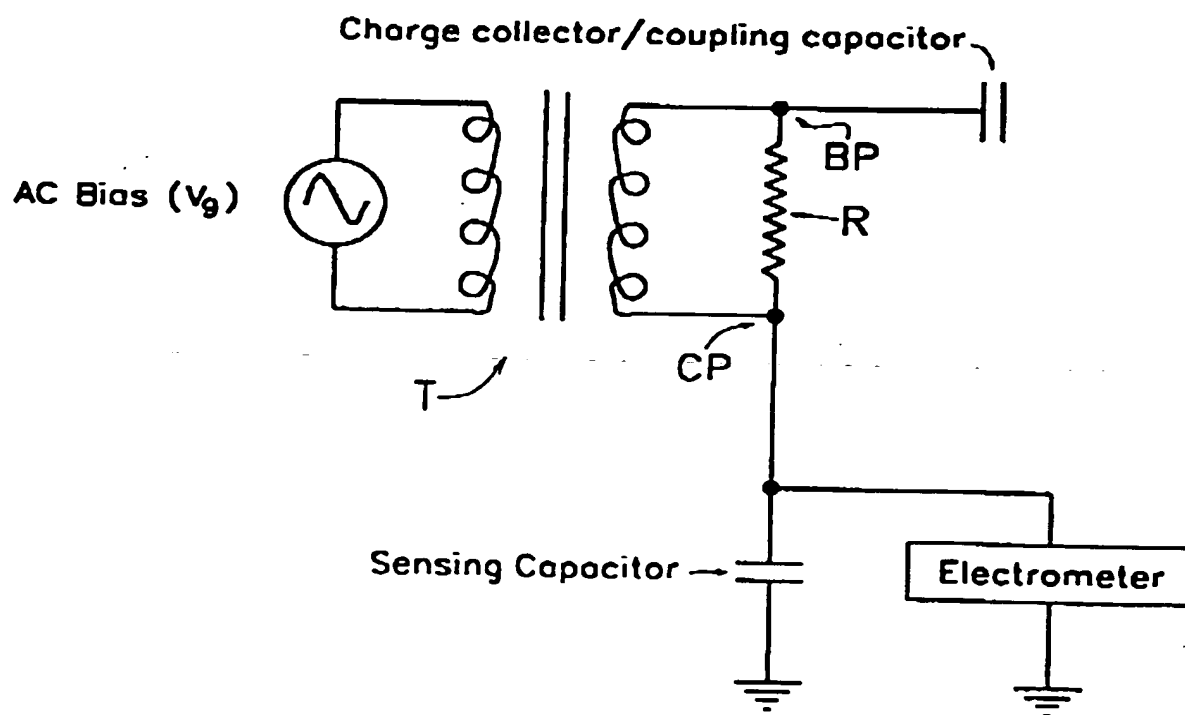 Charge collector/coupling capacitor
BP
AC Bias (Vg)
R
CP
T
Sensing Capacitor
Electrometer